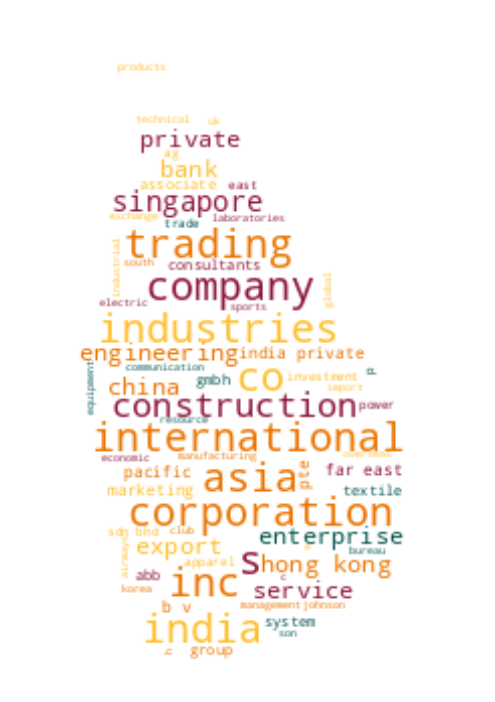 products
technical uk
private
ag
bank
associate east
singapore
exchange laboratories
trade
trading
south consultants
industrial
company
global
electric
sports
industries
engineering india private
communication
equipment
china gmbh co investment p
import
construction power
resource
international
economic manufacturing overseas
pacific asia pte far east
marketing textile
corporation
sdn bhd club enterprise
airways export s bureau
apparel hong kong
abb inc c
korea service
b v management johnson
india system
son
group